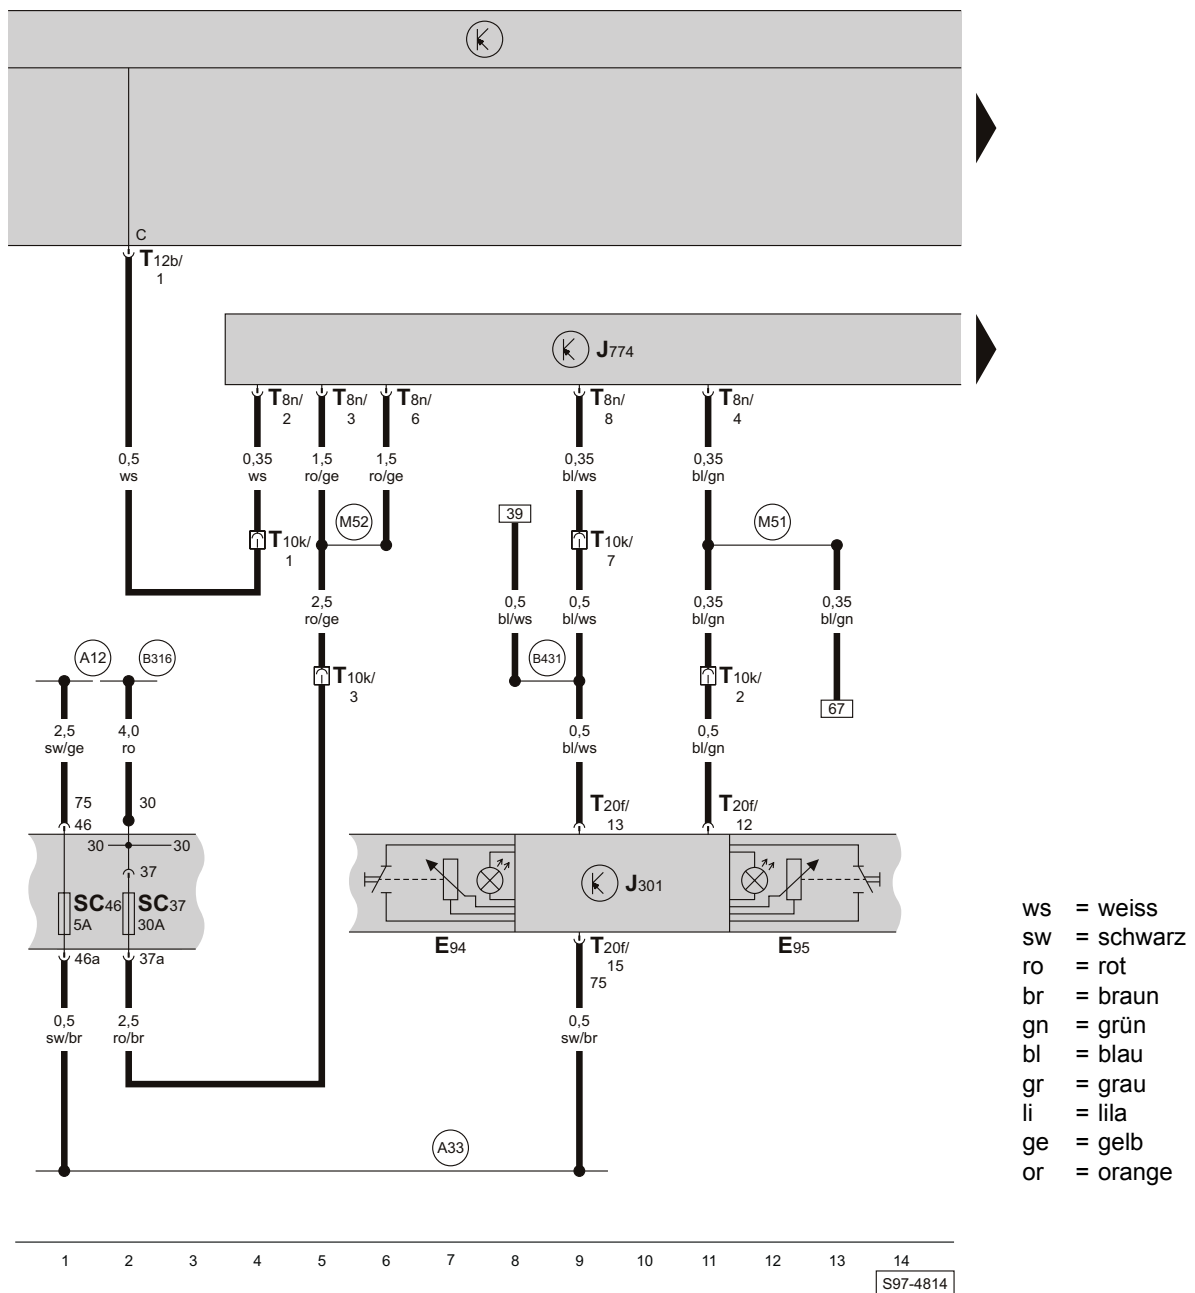 C
T12b/
1
J774
T8n/
2
T8n/
3
T8n/
6
T8n/
8
T8n/
4
0,5
ws
0,35
ws
1,5
ro/ge
1,5
ro/ge
0,35
bl/ws
0,35
bl/gn
M52
39
M51
T10k/
1
T10k/
7
2,5
ro/ge
0,5
bl/ws
0,5
bl/ws
0,35
bl/gn
0,35
bl/gn
A12
B316
B431
T10k/
3
T10k/
2
67
2,5
sw/ge
4,0
ro
0,5
bl/ws
0,5
bl/gn
75
46
30
T20f/
13
T20f/
12
30
30
37
SC46
5A
SC37
30A
J301
E94
E95
46a
37a
T20f/
15
75
0,5
sw/br
2,5
ro/br
0,5
sw/br
A33
1 2 3 4 5 6 7 8 9 10 11 12 13 14
S97-4814
ws = weiss
sw = schwarz
ro = rot
br = braun
gn = grün
bl = blau
gr = grau
li = lila
ge = gelb
or = orange